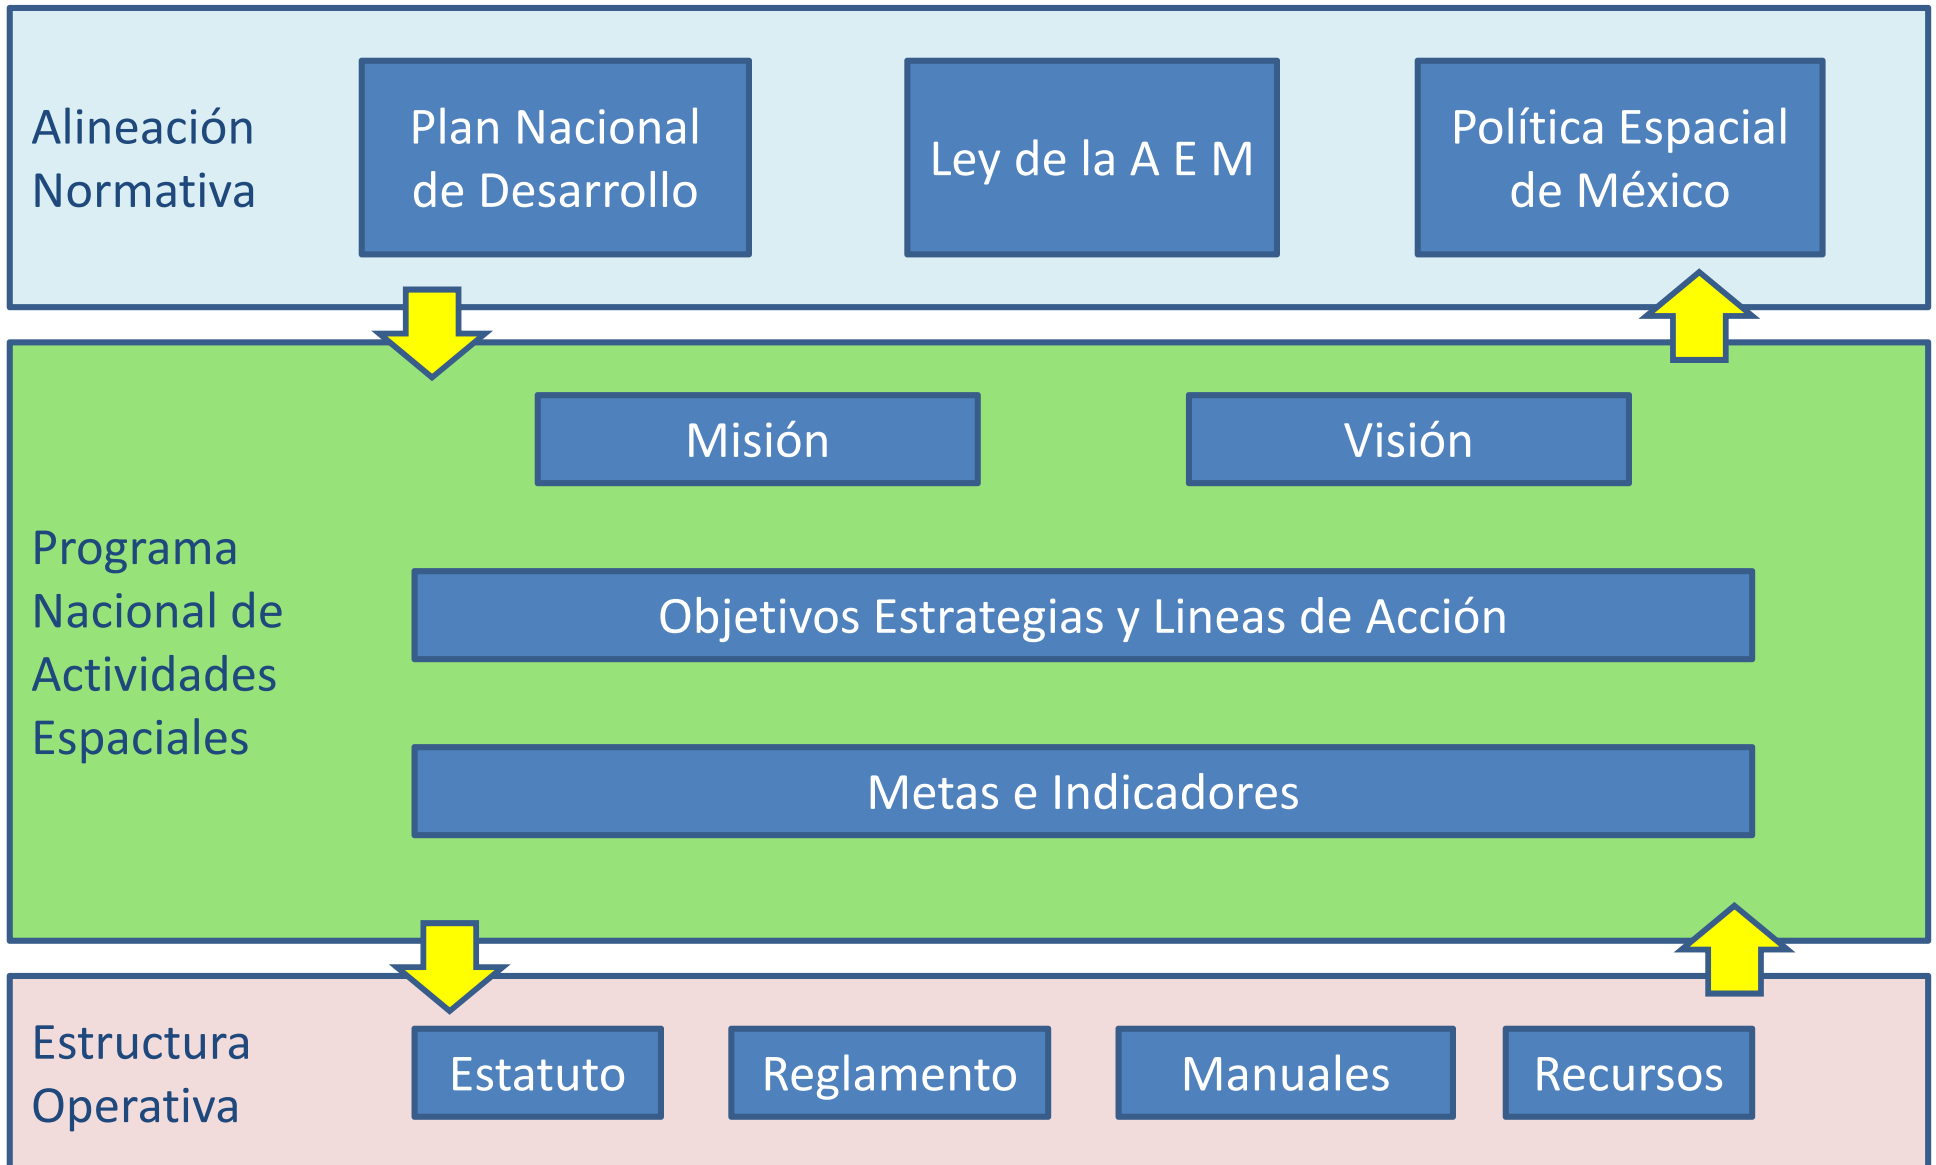 Alineación
Normativa
Plan Nacional
de Desarrollo
Ley de la A E M
Política Espacial
de México
Programa
Nacional de
Actividades
Espaciales
Misión
Visión
Objetivos Estrategias y Lineas de Acción
Metas e Indicadores
Estructura
Operativa
Estatuto
Reglamento
Manuales
Recursos